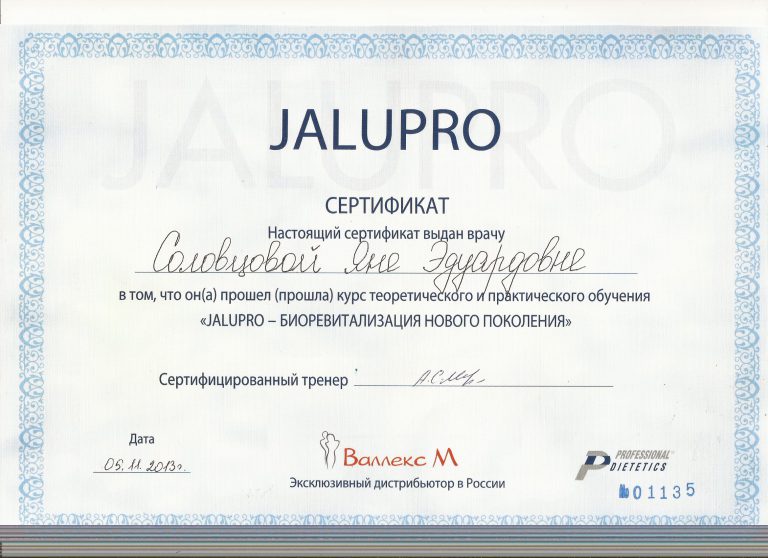 JALUPRO
СЕРТИФИКАТ
Настоящий сертификат выдан врачу
Соловцовой Яне Эдуардовне
в том, что он(а) прошел (прошла) курс теоретического и практического обучения
«JALUPRO – БИОРЕВИТАЛИЗАЦИЯ НОВОГО ПОКОЛЕНИЯ»
Сертифицированный тренер
Дата
05.11.2013г.
Валлекс М
Эксклюзивный дистрибьютор в России
PROFESSIONAL
DIETETICS
№01135